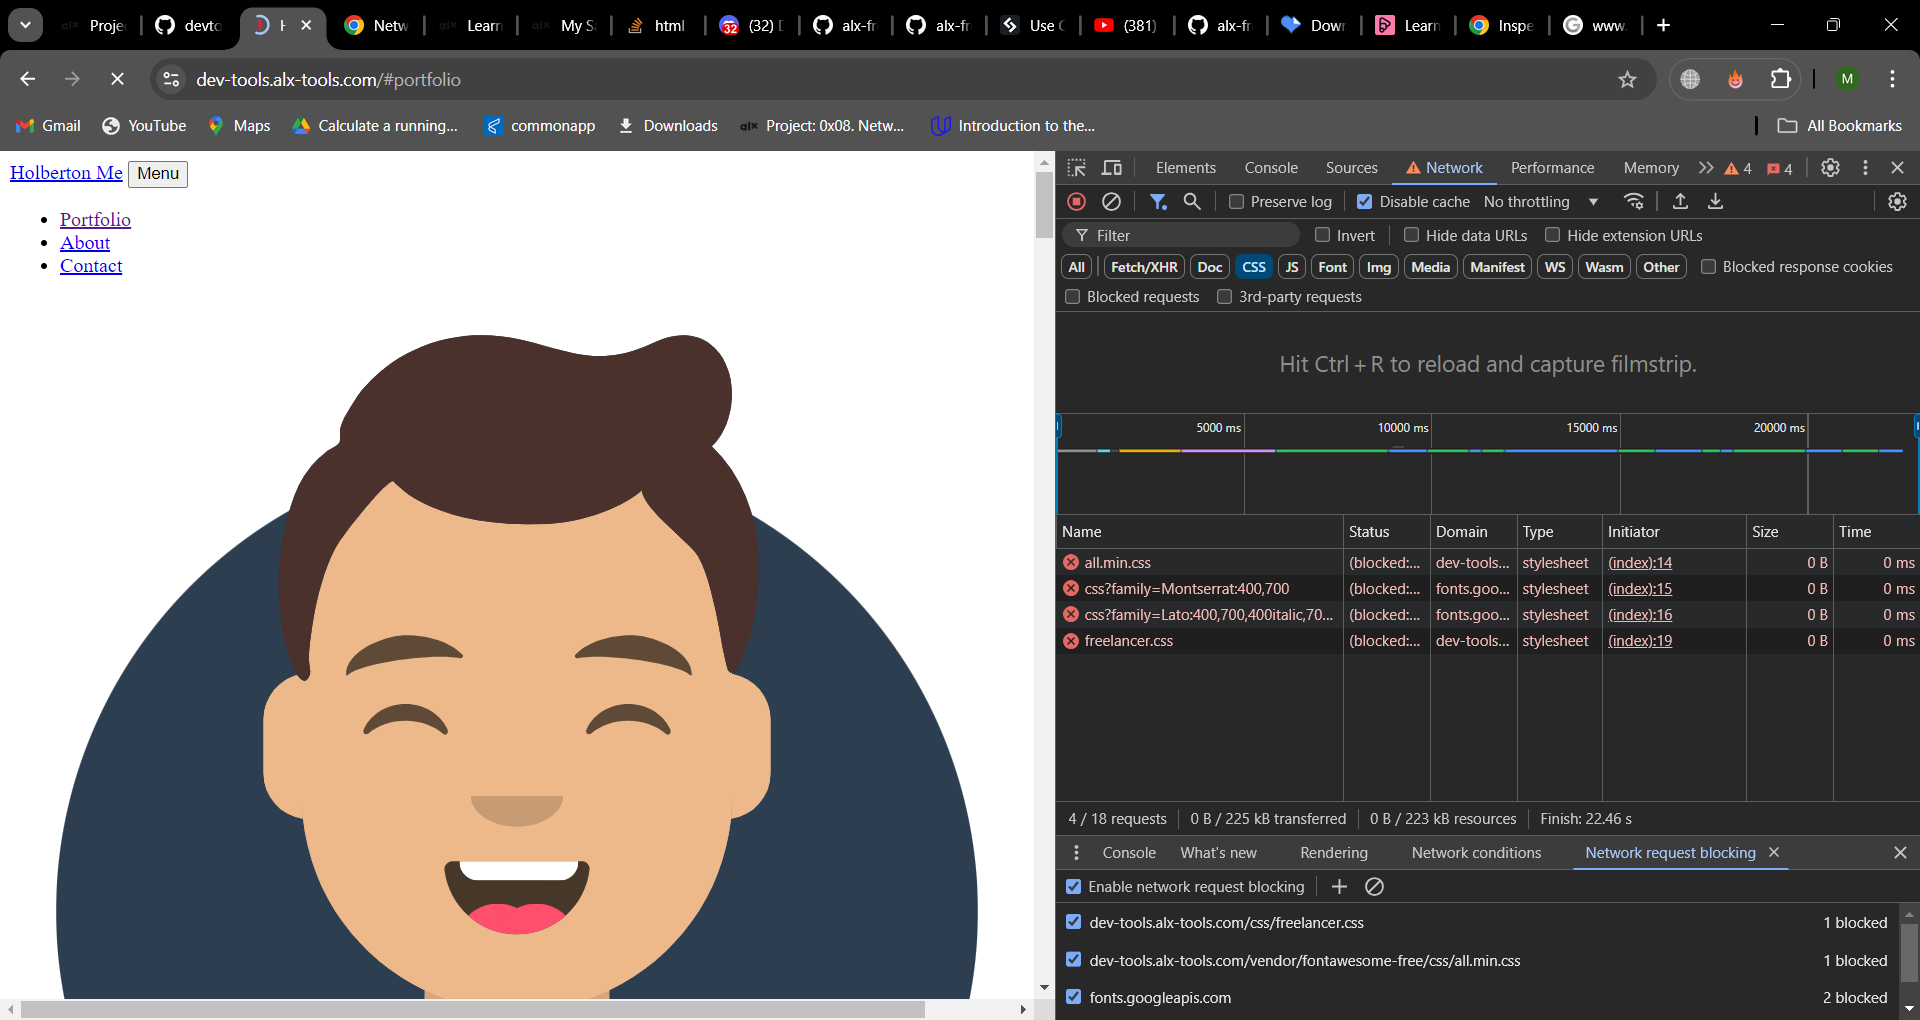 Proje
devto
H
Netw
Learn
My S
html
(32) D
alx-fr
alx-fr
Use C
(381)
alx-fr
Down
Learn
Inspe
www.
dev-tools.alx-tools.com/#portfolio
M
Gmail YouTube Maps Calculate a running... commonapp Downloads alx Project: 0x08. Netw... Introduction to the... All Bookmarks
Holberton Me Menu
Portfolio
About
Contact
Elements Console Sources Network Performance Memory 4 4
Preserve log Disable cache No throttling
Filter Invert Hide data URLs Hide extension URLs
All Fetch/XHR Doc CSS JS Font Img Media Manifest WS Wasm Other Blocked response cookies
Blocked requests 3rd-party requests
Hit Ctrl + R to reload and capture filmstrip.
5000 ms 10000 ms 15000 ms 20000 ms
Name Status Domain Type Initiator Size Time
all.min.css (blocked:... dev-tools... stylesheet (index):14 0 B 0 ms
css?family=Montserrat:400,700 (blocked:... fonts.goo... stylesheet (index):15 0 B 0 ms
css?family=Lato:400,700,400italic,70... (blocked:... fonts.goo... stylesheet (index):16 0 B 0 ms
freelancer.css (blocked:... dev-tools... stylesheet (index):19 0 B 0 ms
4 / 18 requests 0 B / 225 kB transferred 0 B / 223 kB resources Finish: 22.46 s
Console What's new Rendering Network conditions Network request blocking
Enable network request blocking
dev-tools.alx-tools.com/css/freelancer.css 1 blocked
dev-tools.alx-tools.com/vendor/fontawesome-free/css/all.min.css 1 blocked
fonts.googleapis.com 2 blocked